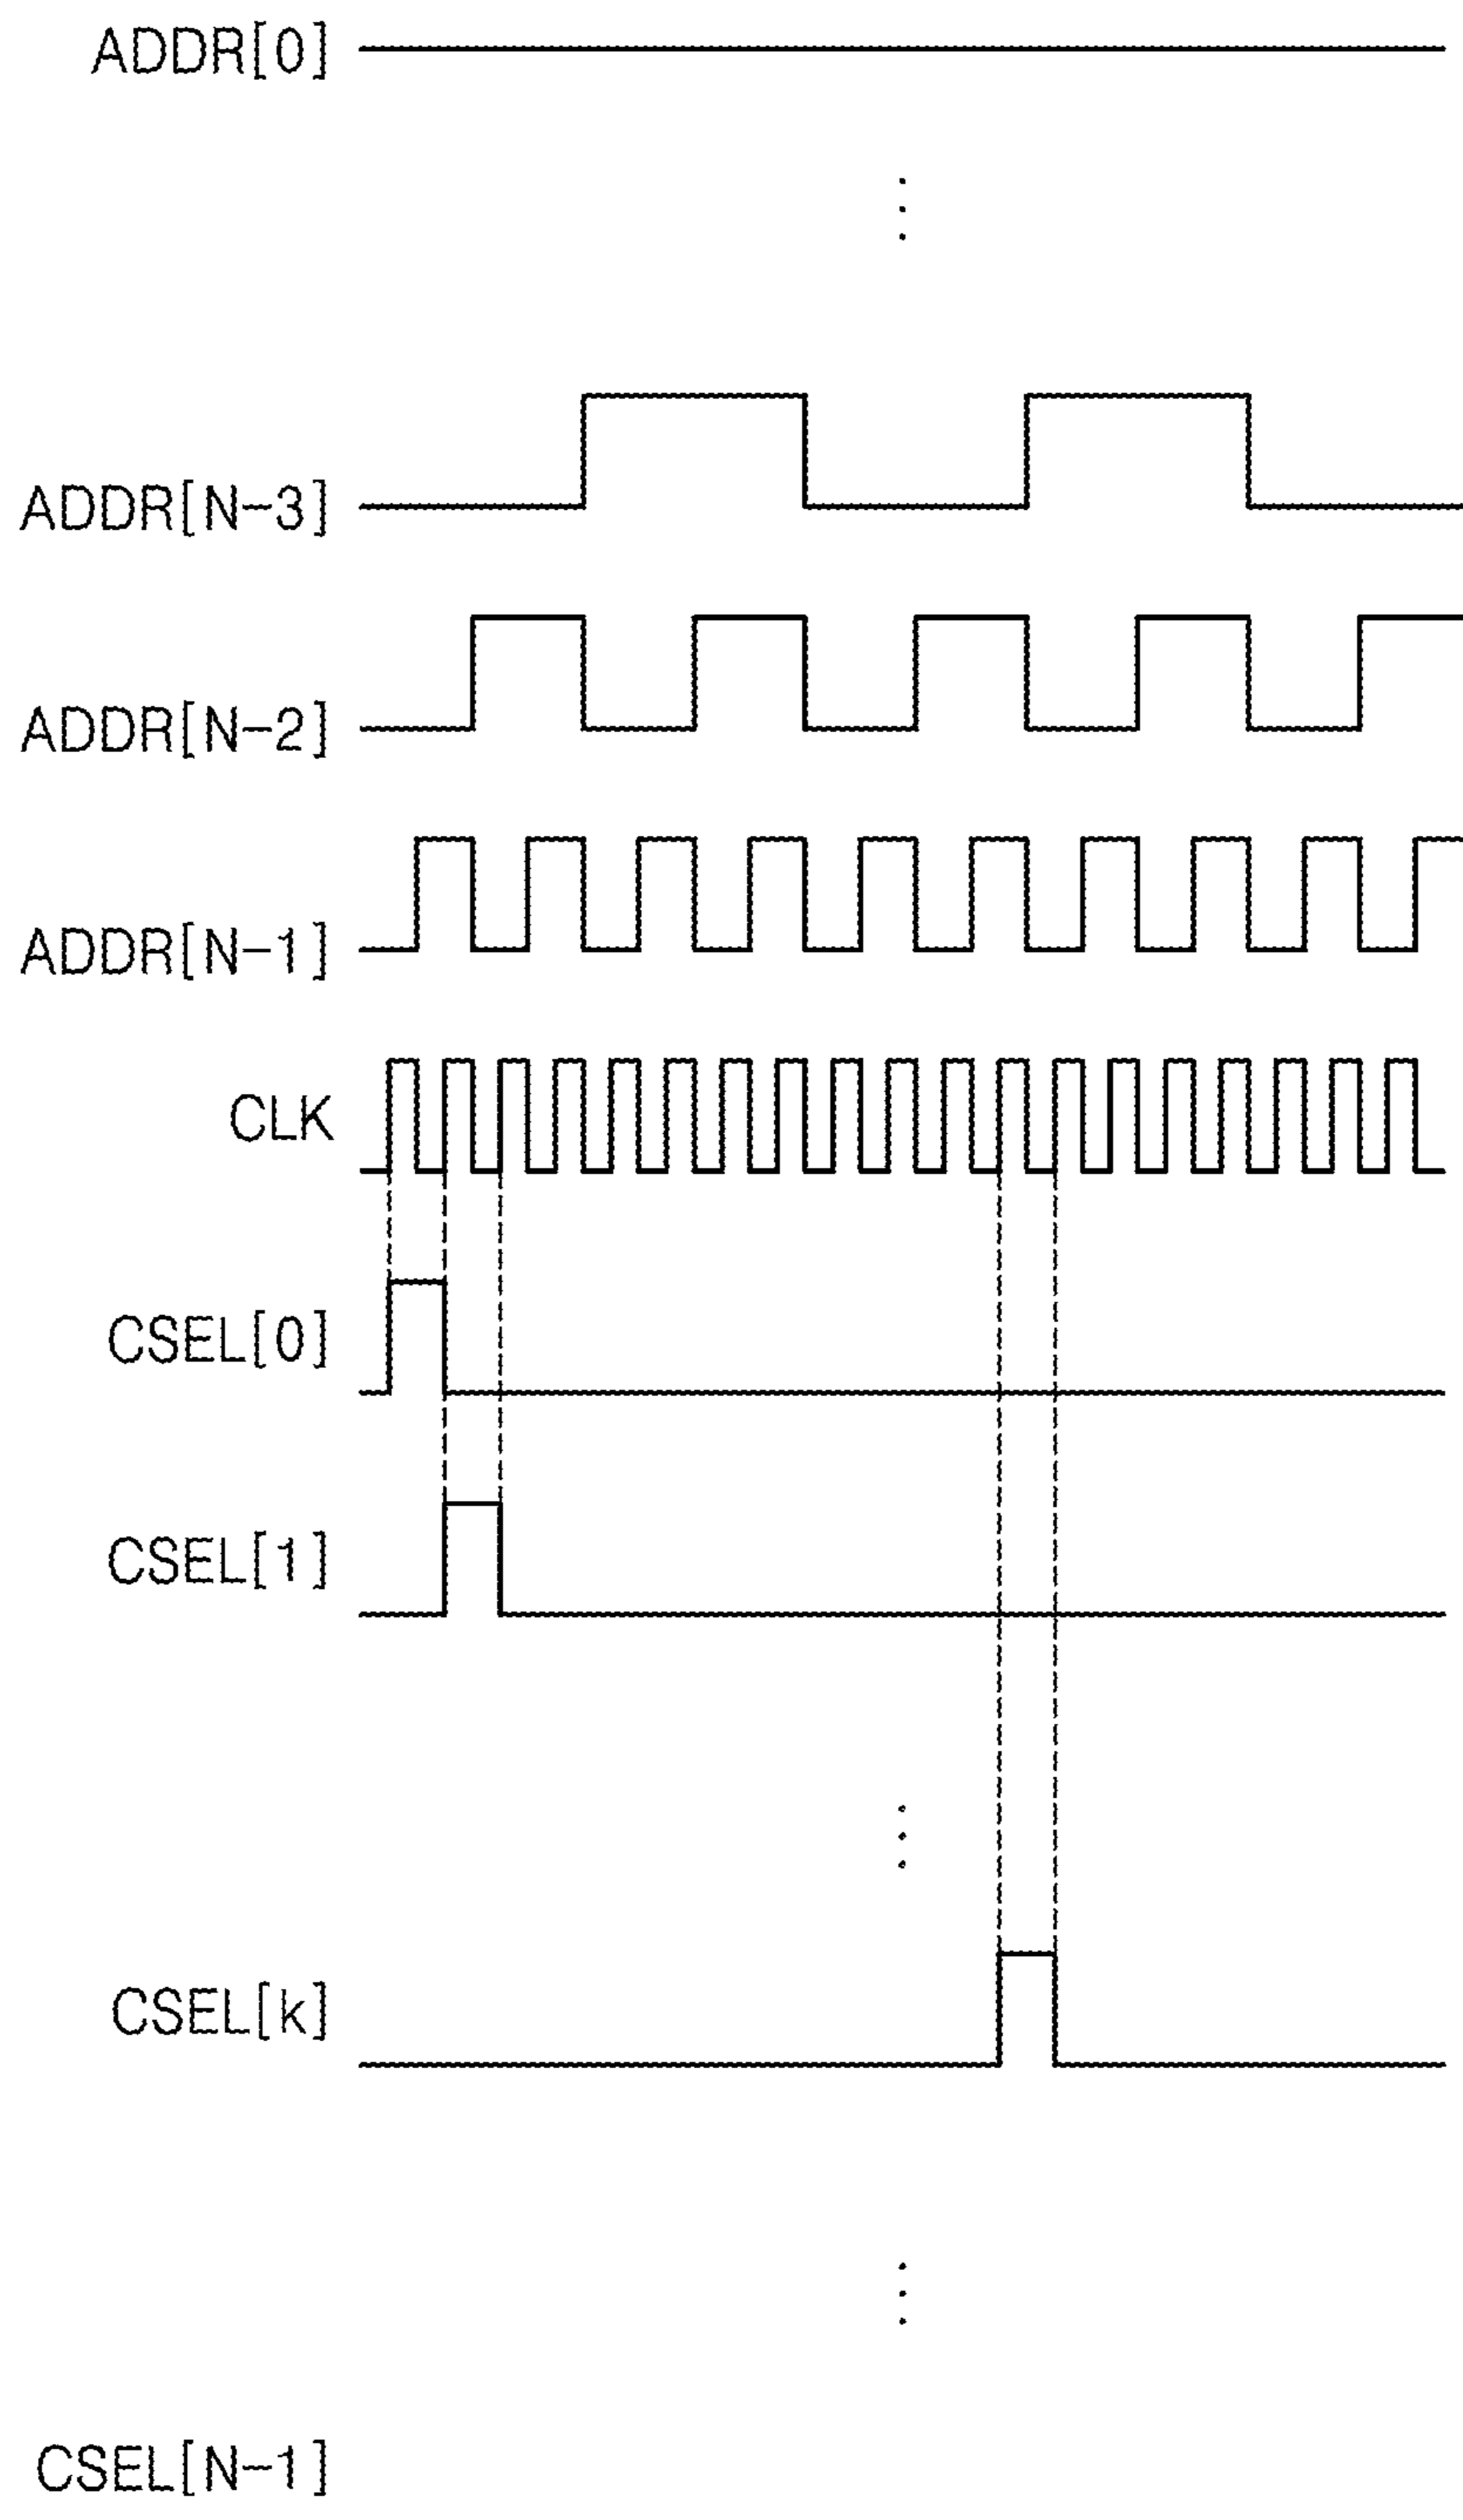 ADDR[0]
ADDR[N-3]
ADDR[N-2]
ADDR[N-1]
CLK
CSEL[0]
CSEL[1]
CSEL[k]
CSEL[N-1]